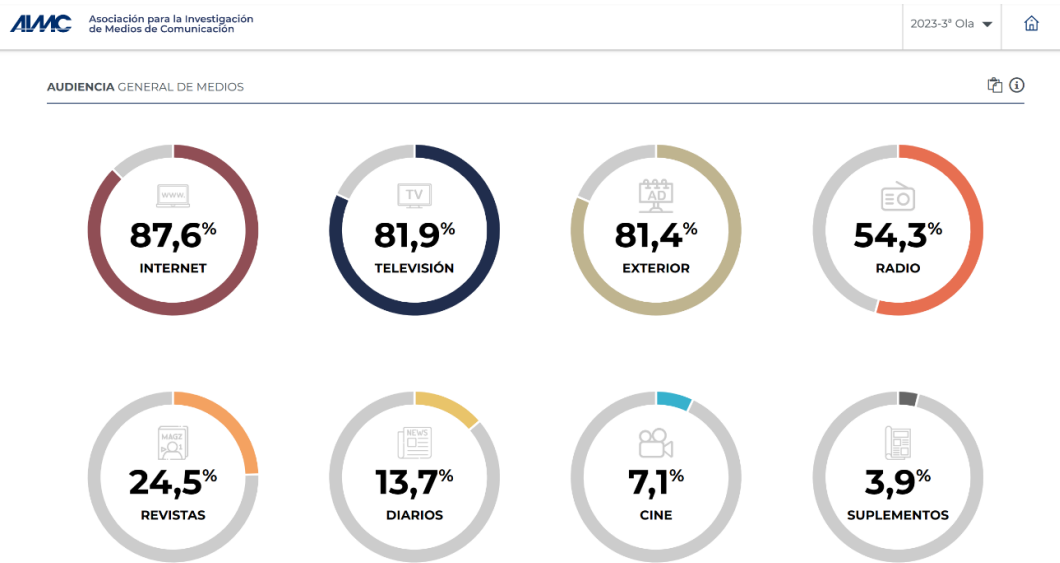 AIMC
Asociación para la Investigación
de Medios de Comunicación
2023-3ª Ola
AUDIENCIA GENERAL DE MEDIOS
www.
87,6%
INTERNET
TV
81,9%
TELEVISIÓN
AD
81,4%
EXTERIOR
54,3%
RADIO
MAGZ
24,5%
REVISTAS
NEWS
13,7%
DIARIOS
7,1%
CINE
3,9%
SUPLEMENTOS